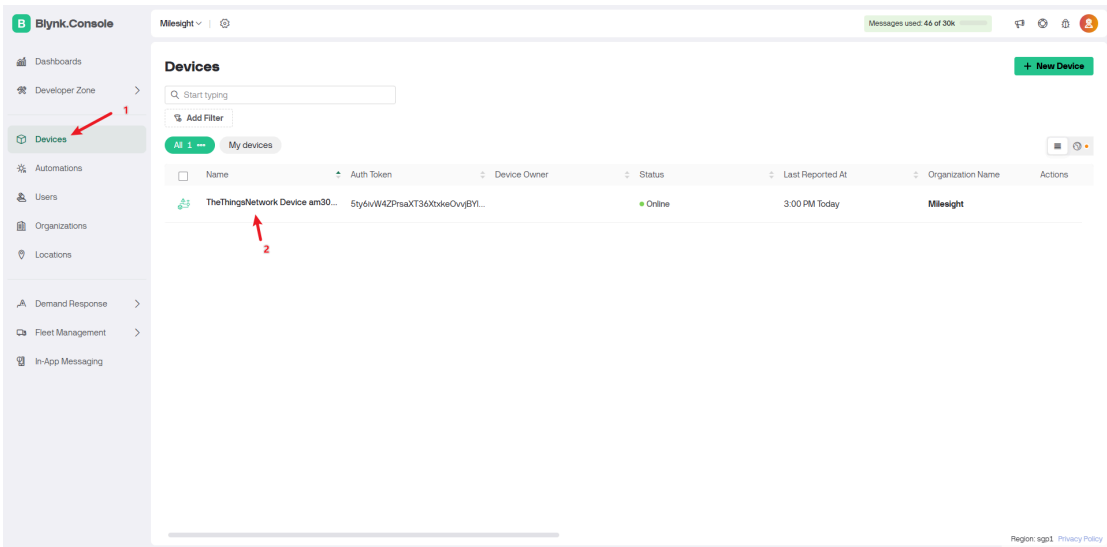 B Blynk.Console
Milesight
Messages used: 46 of 30k
Dashboards
Developer Zone
1
Devices
Automations
Users
Organizations
Locations
Demand Response
Fleet Management
In-App Messaging
Devices
+ New Device
Start typing
Add Filter
All 1 •••
My devices
Name Auth Token Device Owner Status Last Reported At Organization Name Actions
TheThingsNetwork Device am30... 5ty6ivW4ZPrsaXT36XtxkeOvvjBYl... Online 3:00 PM Today Milesight
2
Region: sgp1 Privacy Policy